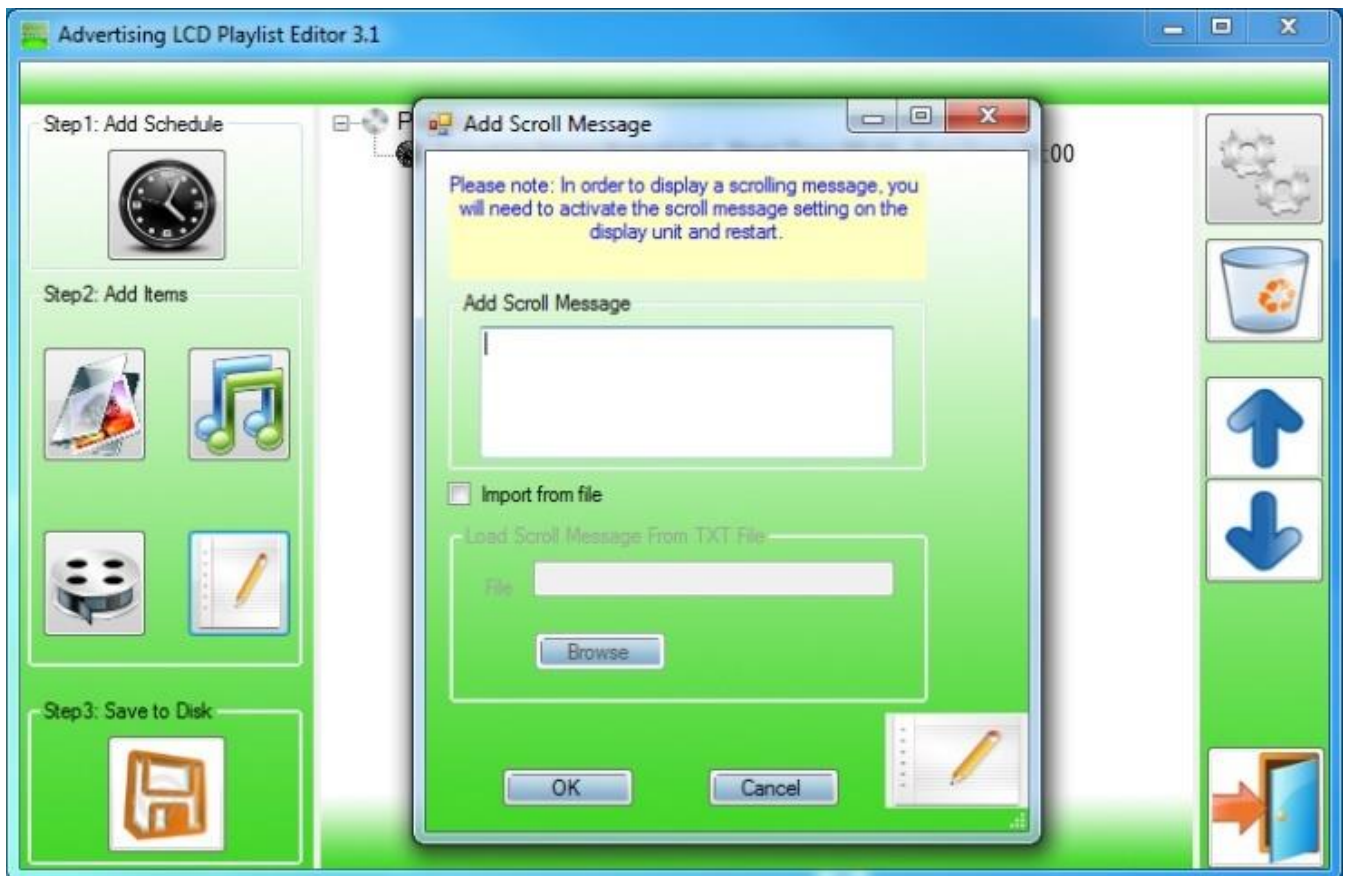 Advertising LCD Playlist Editor 3.1
Step1: Add Schedule
P
:00
Add Scroll Message
Please note: In order to display a scrolling message, you
will need to activate the scroll message setting on the
display unit and restart.
Step2: Add Items
Add Scroll Message
Import from file
Load Scroll Message From TXT File
File
Browse
Step3: Save to Disk
OK
Cancel